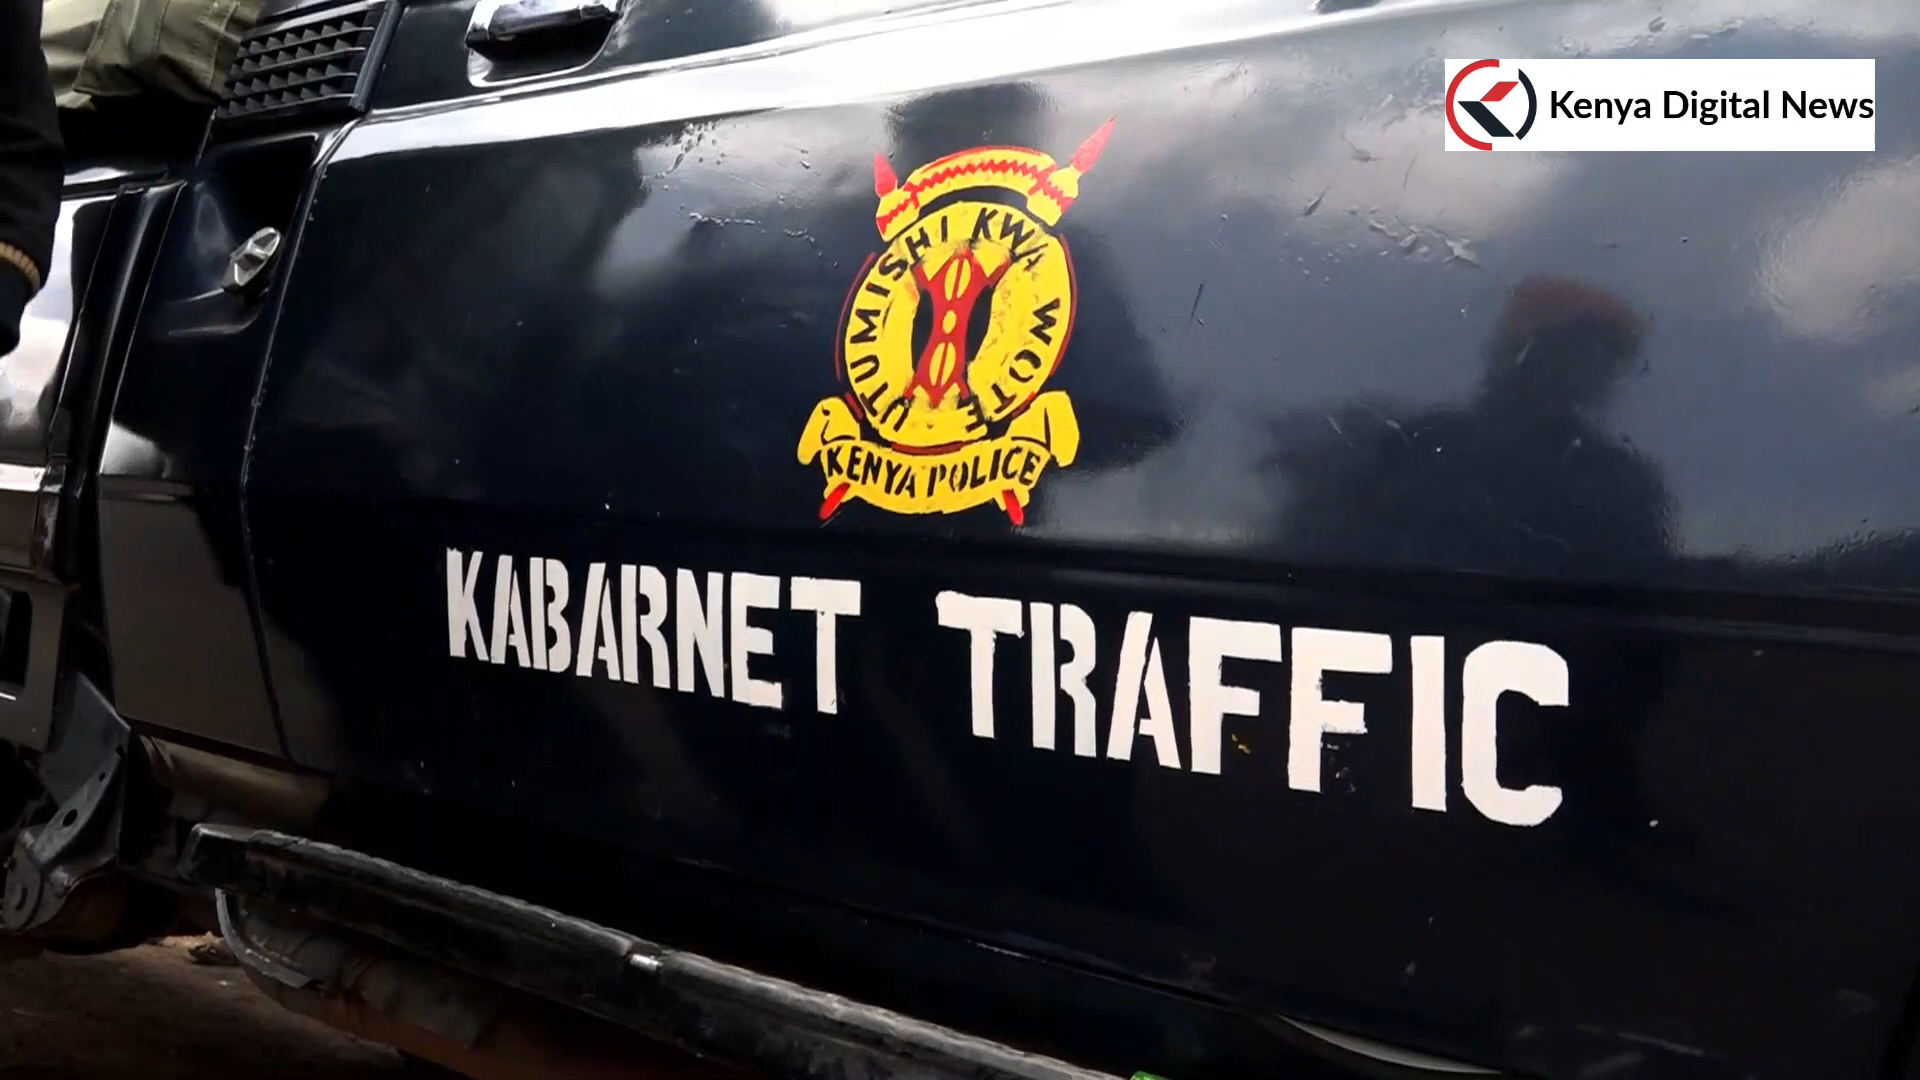 Kenya Digital News
UTUMISHI KWA WOTE
KENYA POLICE
KABARNET TRAFFIC